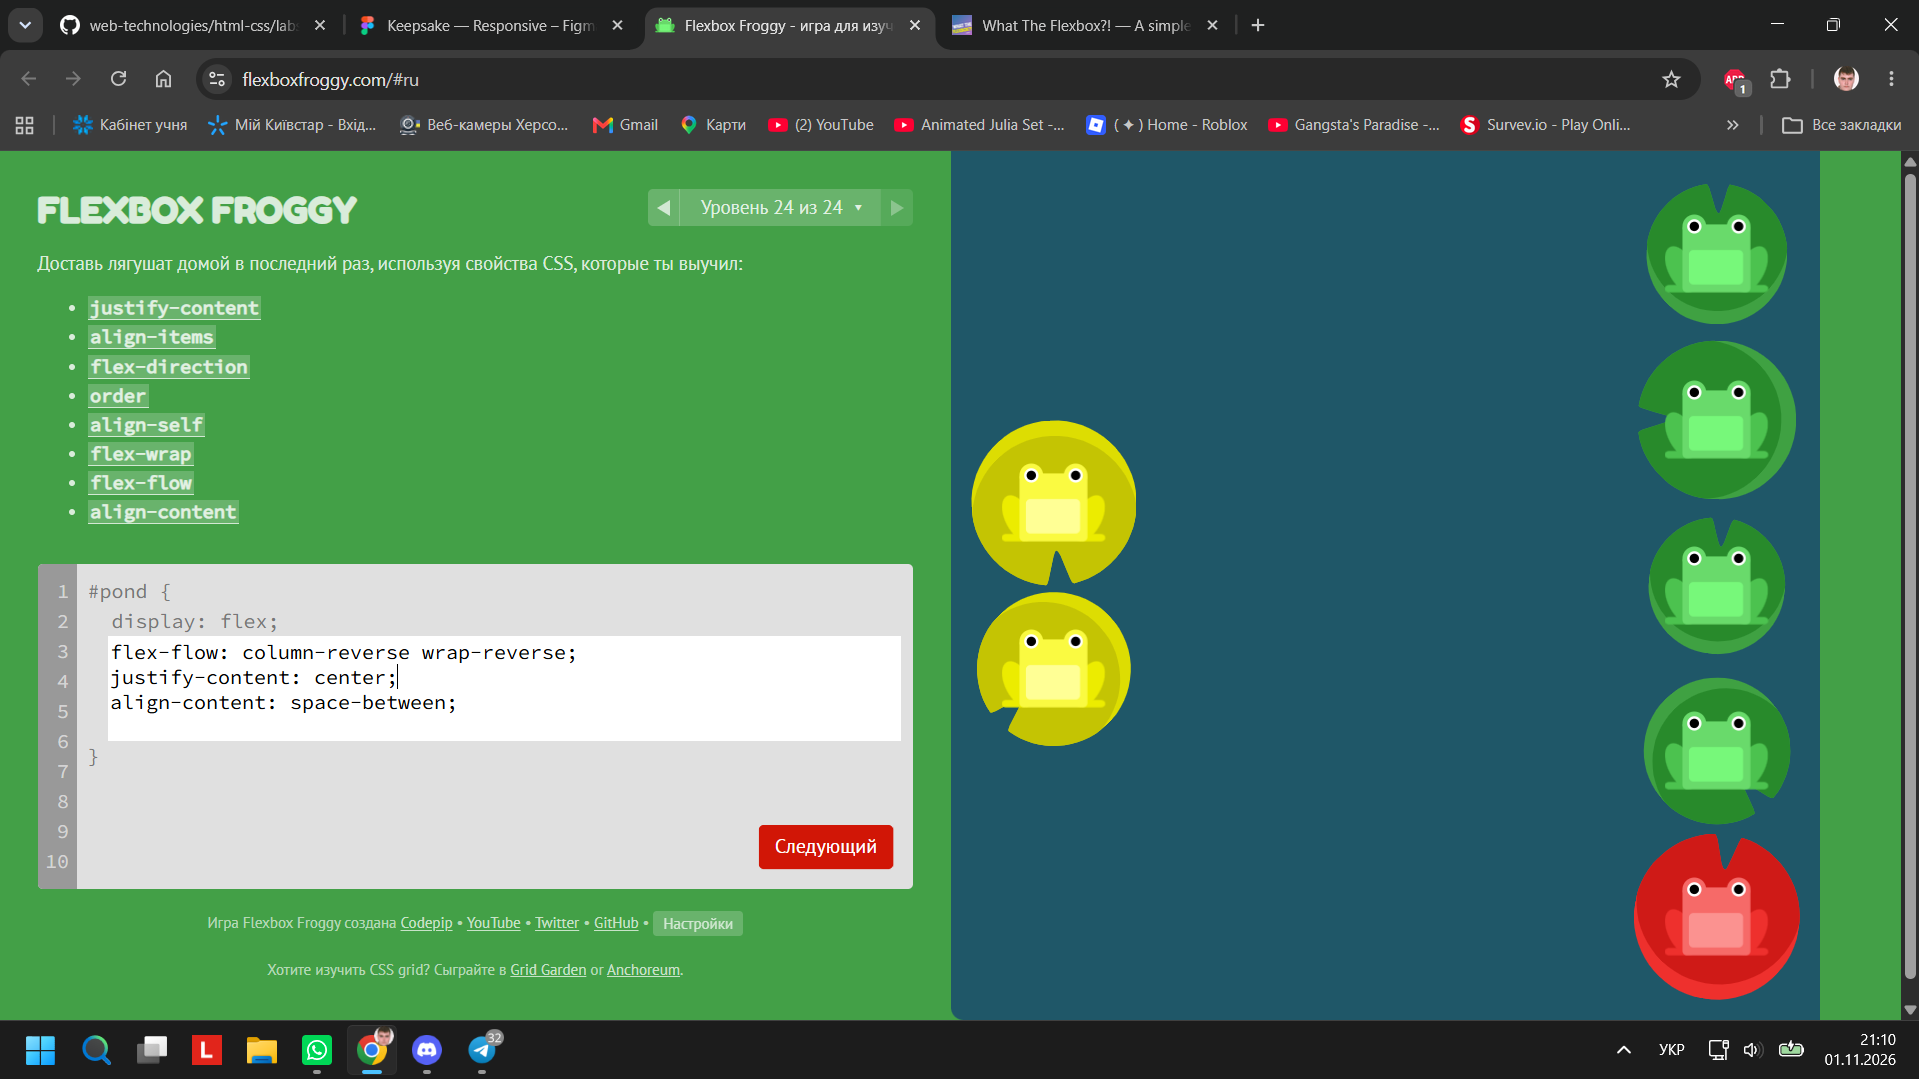 web-technologies/html-css/lab
Keepsake — Responsive – Figm
Flexbox Froggy - игра для изуч
What The Flexbox?! — A simple
flexboxfroggy.com/#ru
ABP
1
Кабінет учня
Мій Київстар - Вхід...
Веб-камеры Херсо...
Gmail
Карти
(2) YouTube
Animated Julia Set -...
( ✦ ) Home - Roblox
Gangsta's Paradise -...
Survev.io - Play Onli...
»
Все закладки
FLEXBOX FROGGY
Уровень 24 из 24
Доставь лягушат домой в последний раз, используя свойства CSS, которые ты выучил:
• justify-content
• align-items
• flex-direction
• order
• align-self
• flex-wrap
• flex-flow
• align-content
1 #pond {
2 display: flex;
3 flex-flow: column-reverse wrap-reverse;
4 justify-content: center;
5 align-content: space-between;
6 }
7
8
9
10
Следующий
Игра Flexbox Froggy создана Codepip • YouTube • Twitter • GitHub • Настройки
Хотите изучить CSS grid? Сыграйте в Grid Garden or Anchoreum.
L
32
УКР
21:10
01.11.2026